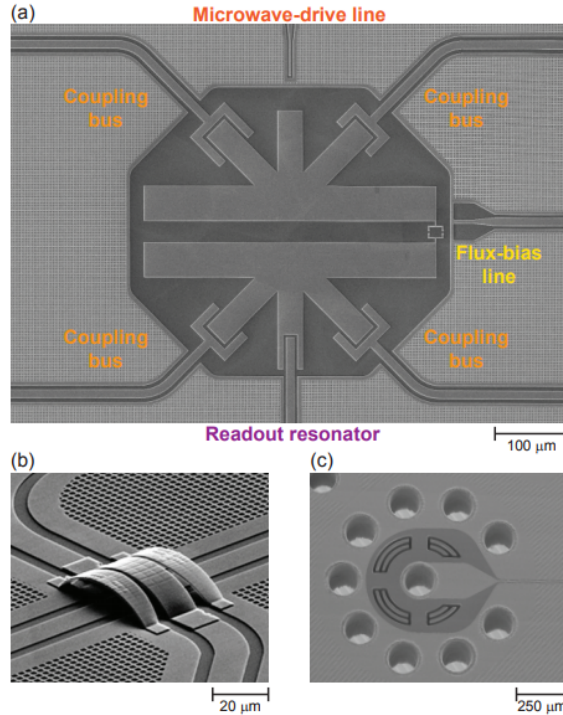 (a)
Microwave-drive line
Coupling
bus
Coupling
bus
Flux-bias
line
Coupling
bus
Coupling
bus
Readout resonator
100 μm
(b)
(c)
20 μm
250 μm